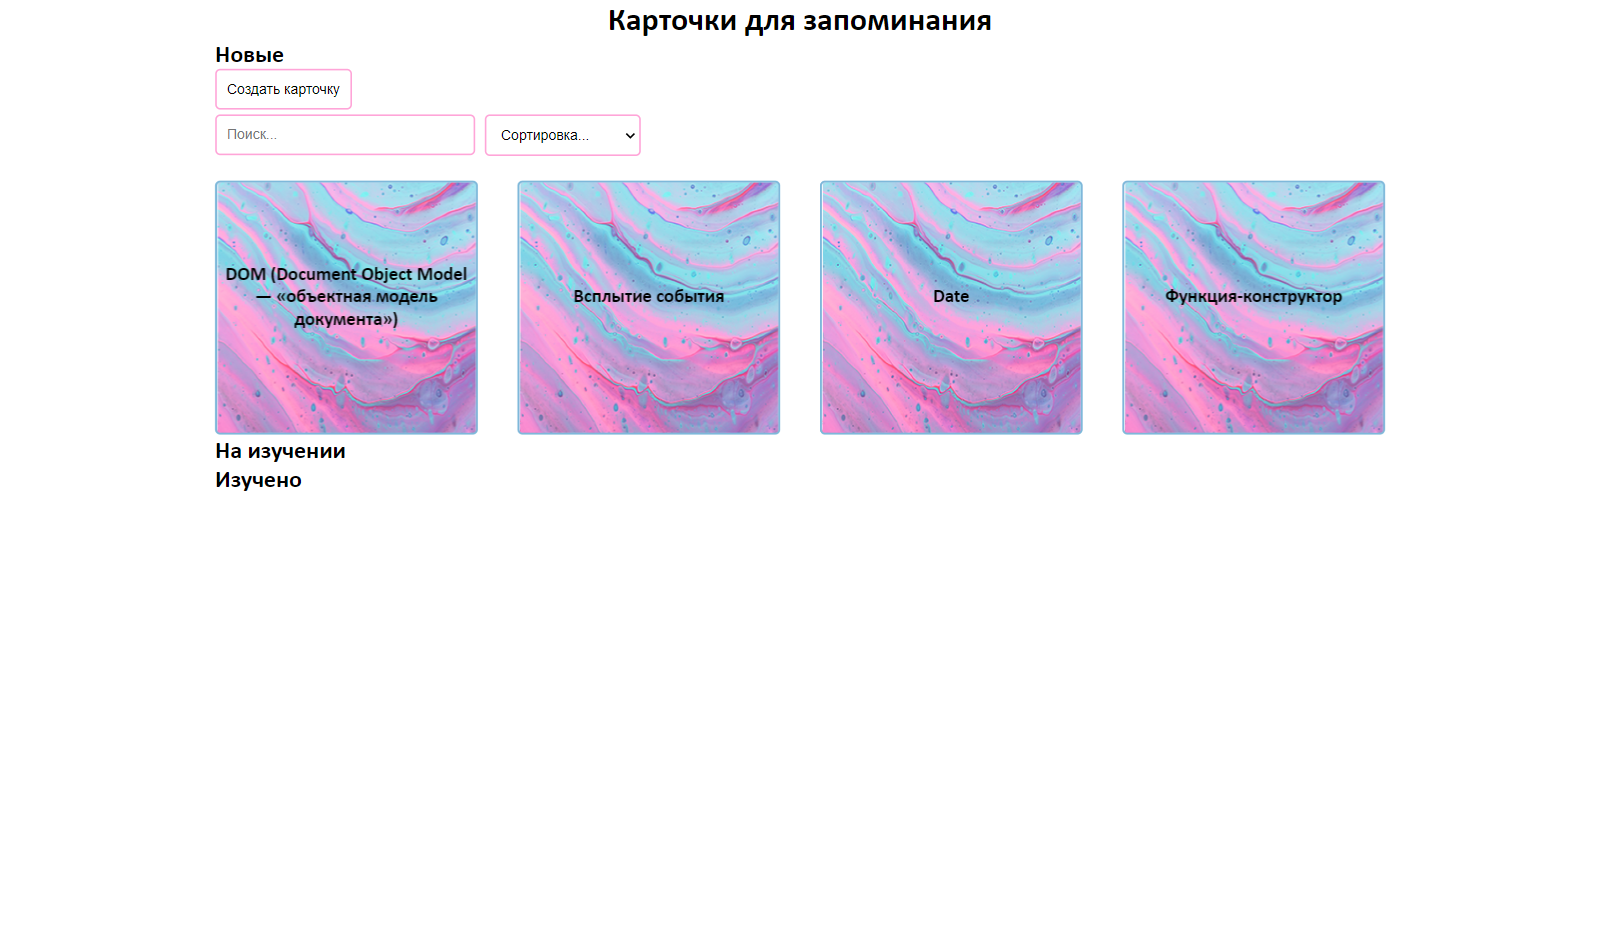 Карточки для запоминания
Новые
Создать карточку
Поиск...
Сортировка...
DOM (Document Object Model
— «объектная модель
документа»)
Всплытие события
Date
Функция-конструктор
На изучении
Изучено